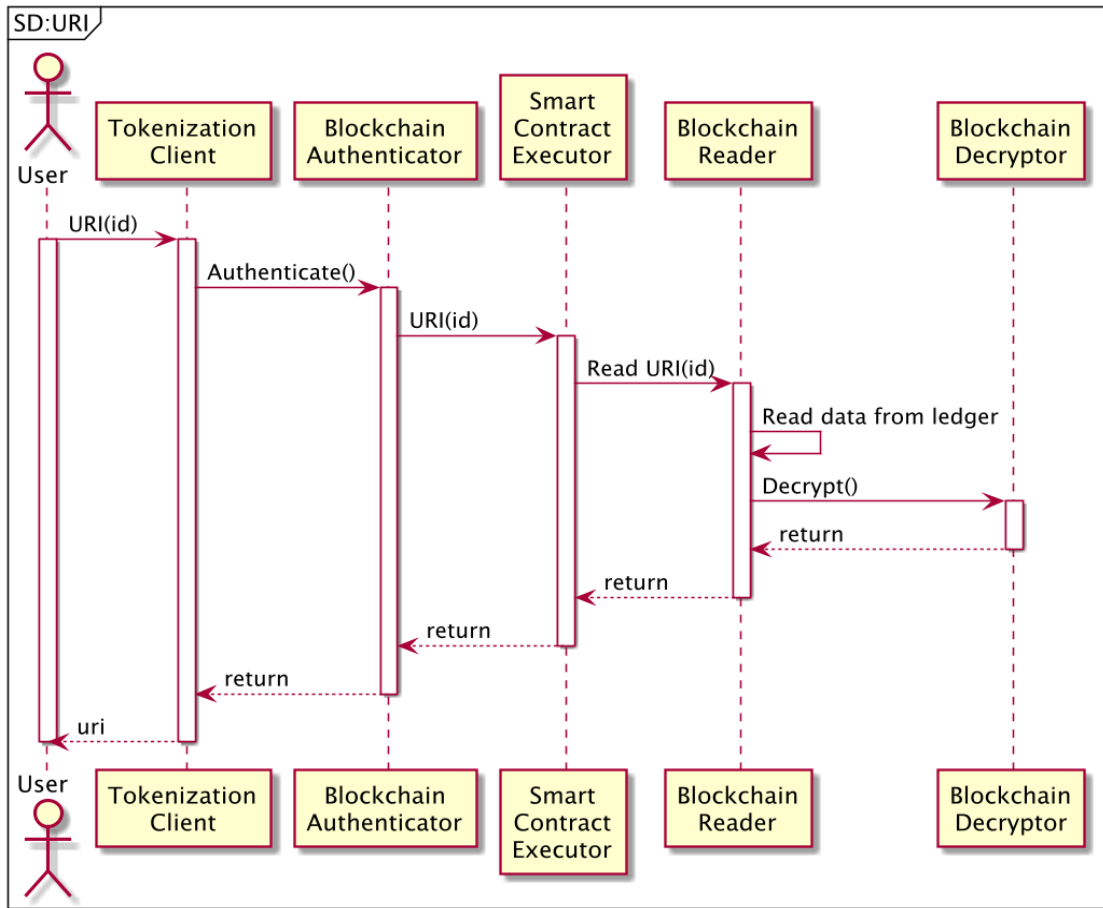 SD:URI
User
Tokenization
Client
Blockchain
Authenticator
Smart
Contract
Executor
Blockchain
Reader
Blockchain
Decryptor
URI(id)
Authenticate()
URI(id)
Read URI(id)
Read data from ledger
Decrypt()
return
return
return
return
uri
User
Tokenization
Client
Blockchain
Authenticator
Smart
Contract
Executor
Blockchain
Reader
Blockchain
Decryptor